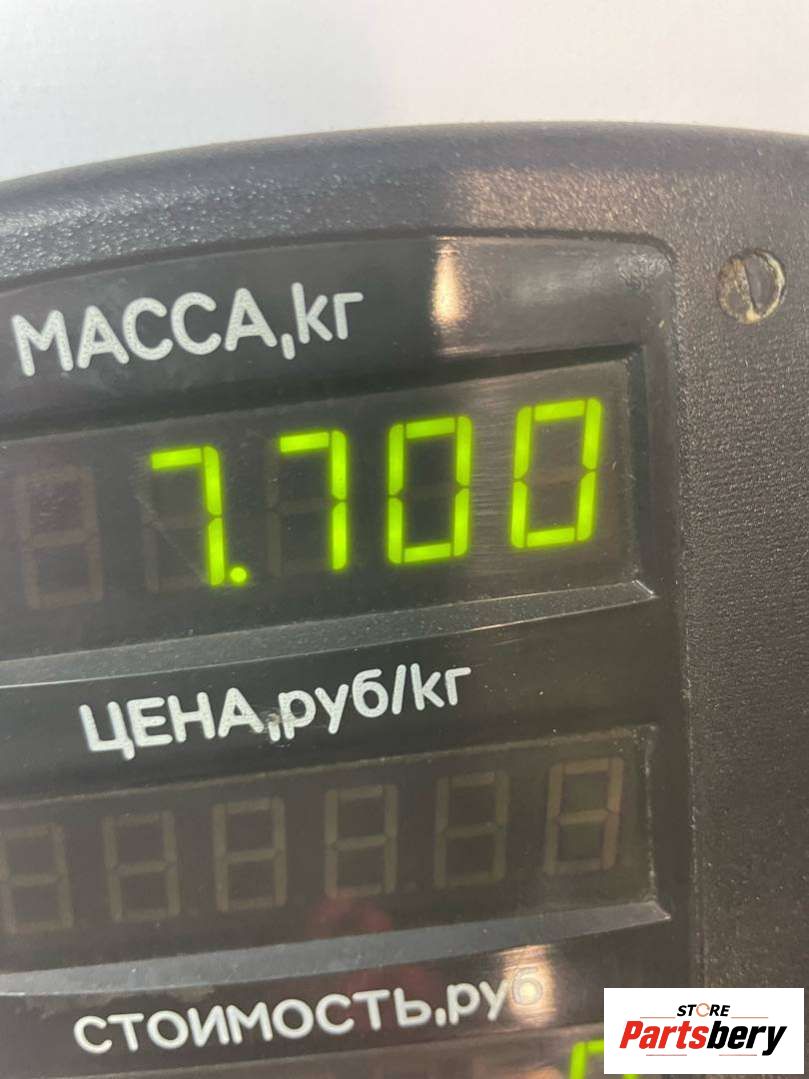 МАССА,кг
7.700
ЦЕНА,руб/кг
СТОИМОСТЬ,руб
STORE
Partsbery